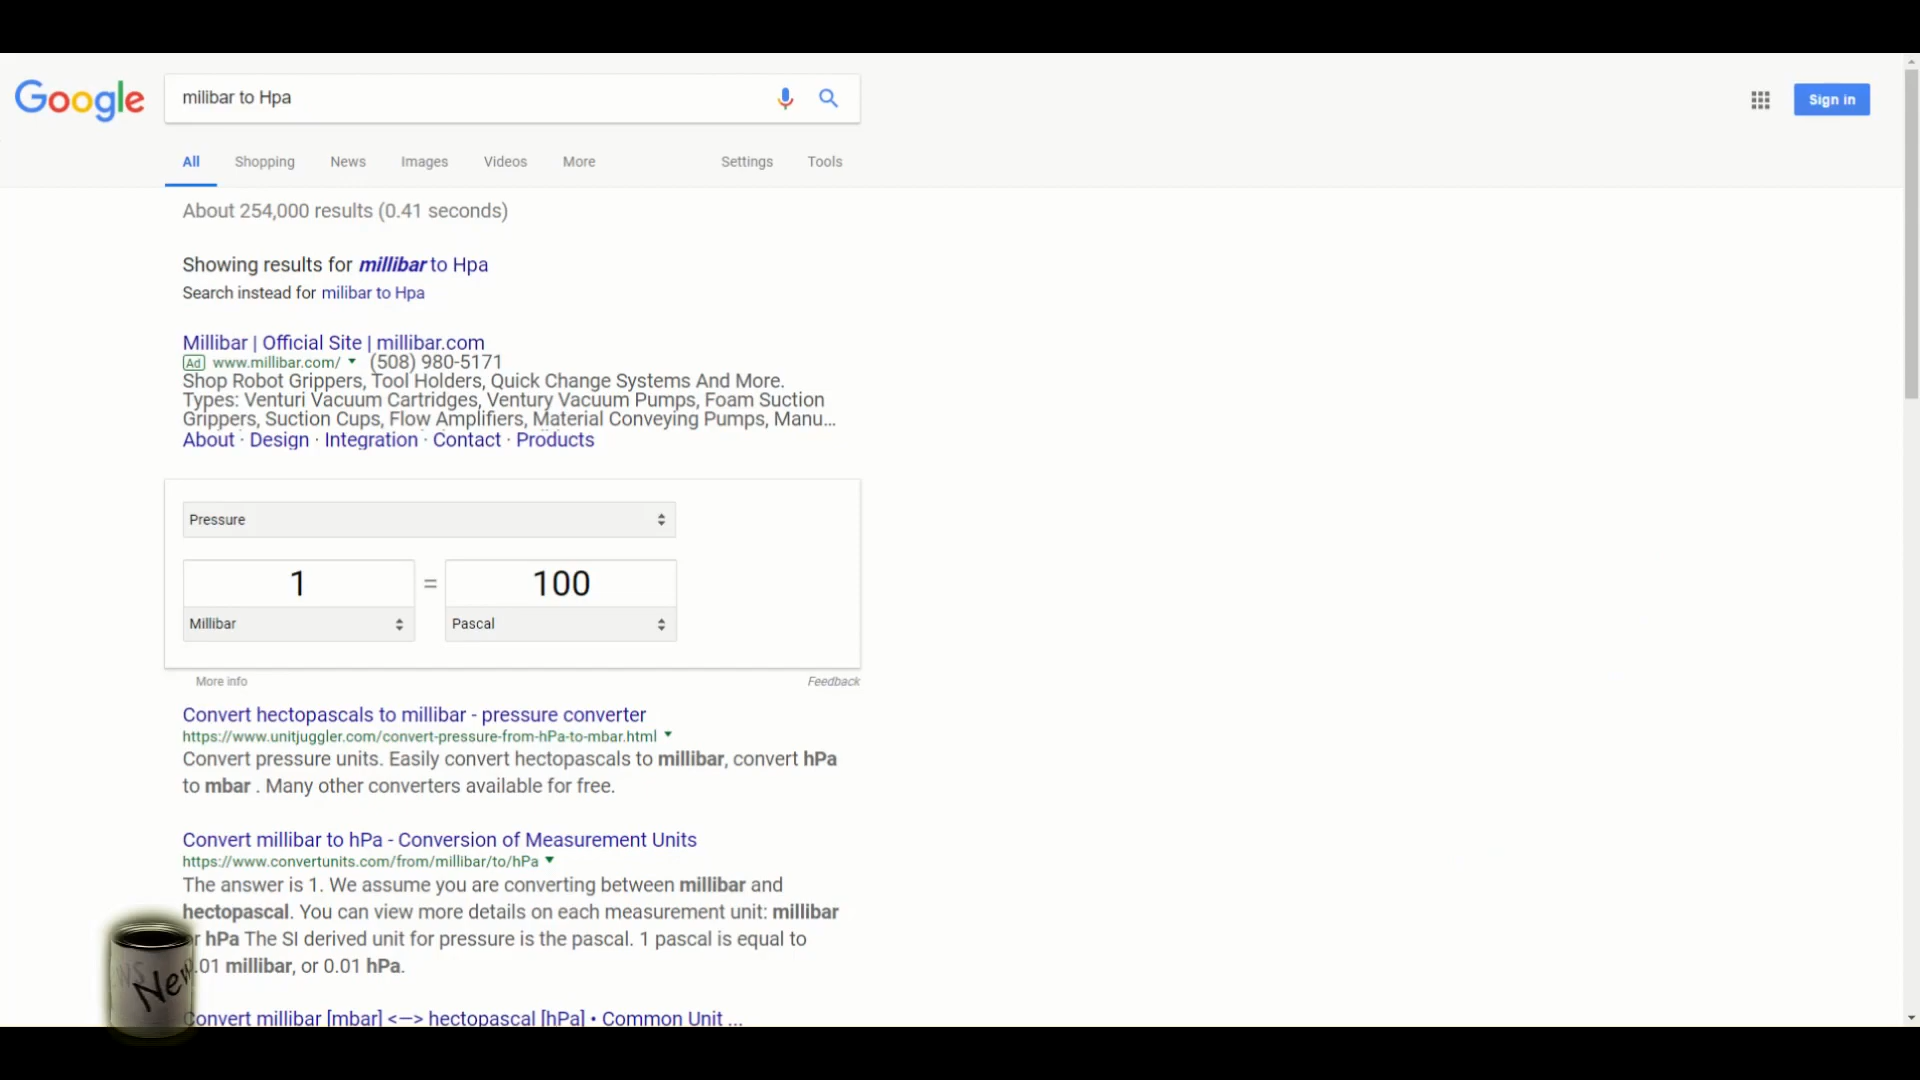 Google
milibar to Hpa
Sign in
All Shopping News Images Videos More Settings Tools
About 254,000 results (0.41 seconds)
Showing results for millibar to Hpa
Search instead for milibar to Hpa
Millibar | Official Site | millibar.com
Ad www.millibar.com/ (508) 980-5171
Shop Robot Grippers, Tool Holders, Quick Change Systems And More.
Types: Venturi Vacuum Cartridges, Ventury Vacuum Pumps, Foam Suction
Grippers, Suction Cups, Flow Amplifiers, Material Conveying Pumps, Manu...
About · Design · Integration · Contact · Products
Pressure
1 = 100
Millibar Pascal
More info Feedback
Convert hectopascals to millibar - pressure converter
https://www.unitjuggler.com/convert-pressure-from-hPa-to-mbar.html
Convert pressure units. Easily convert hectopascals to millibar, convert hPa
to mbar . Many other converters available for free.
Convert millibar to hPa - Conversion of Measurement Units
https://www.convertunits.com/from/millibar/to/hPa
The answer is 1. We assume you are converting between millibar and
hectopascal. You can view more details on each measurement unit: millibar
hPa The SI derived unit for pressure is the pascal. 1 pascal is equal to
.01 millibar, or 0.01 hPa.
Convert millibar [mbar] <—> hectopascal [hPa] • Common Unit ...